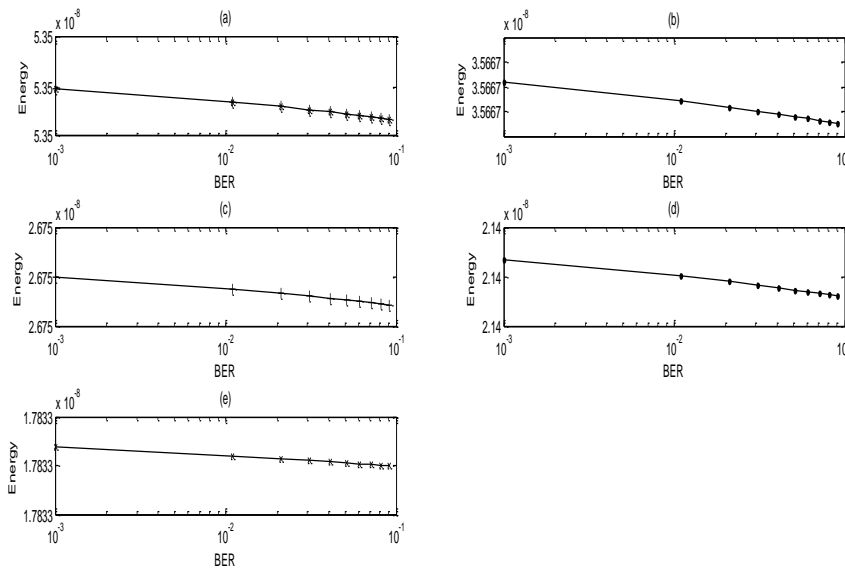 (a)
x 10^-8
5.35
5.35
5.35
Energy
10^-3
10^-2
10^-1
BER
(b)
x 10^-8
3.5667
3.5667
3.5667
Energy
10^-3
10^-2
10^-1
BER
(c)
x 10^-8
2.675
2.675
2.675
Energy
10^-3
10^-2
10^-1
BER
(d)
x 10^-8
2.14
2.14
2.14
Energy
10^-3
10^-2
BER
(e)
x 10^-8
1.7833
1.7833
1.7833
Energy
10^-3
10^-2
10^-1
BER